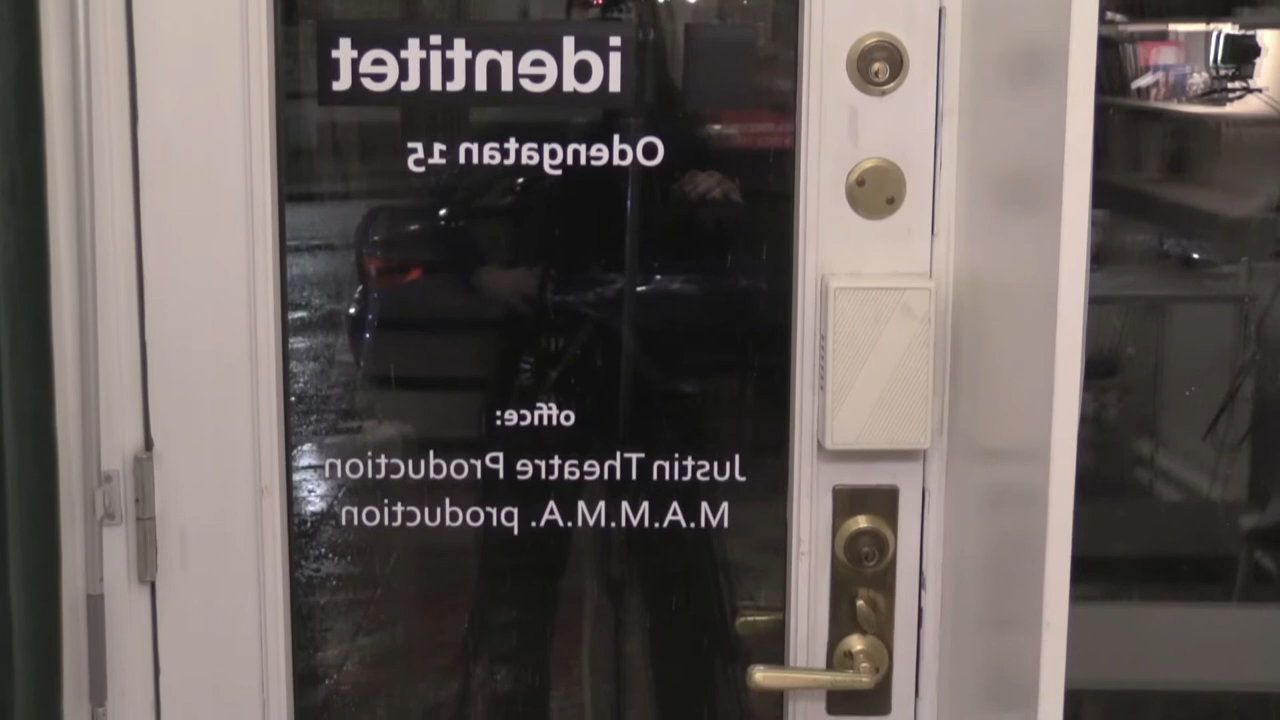 identitet
Odengatan 15
office:
Justin Theatre Production
M.A.M.M.A. production